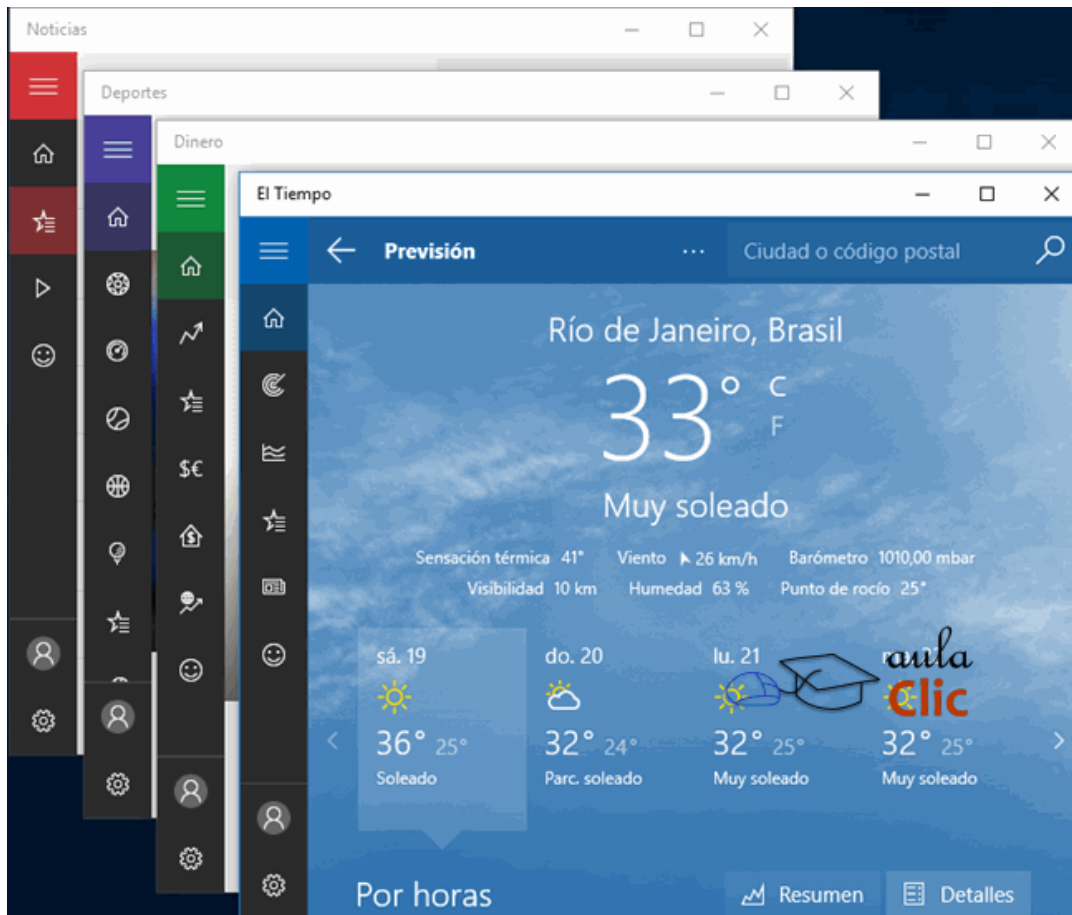 Noticias
Deportes
Dinero
El Tiempo
Previsión ... Ciudad o código postal
Río de Janeiro, Brasil
33° C
F
Muy soleado
Sensación térmica 41° Viento 26 km/h Barómetro 1010,00 mbar
Visibilidad 10 km Humedad 63 % Punto de rocío 25°
sá. 19 do. 20 lu. 21
aula
Clic
36° 25° 32° 24° 32° 25° 32° 25°
Soleado Parc. soleado Muy soleado Muy soleado
Por horas Resumen Detalles
$€